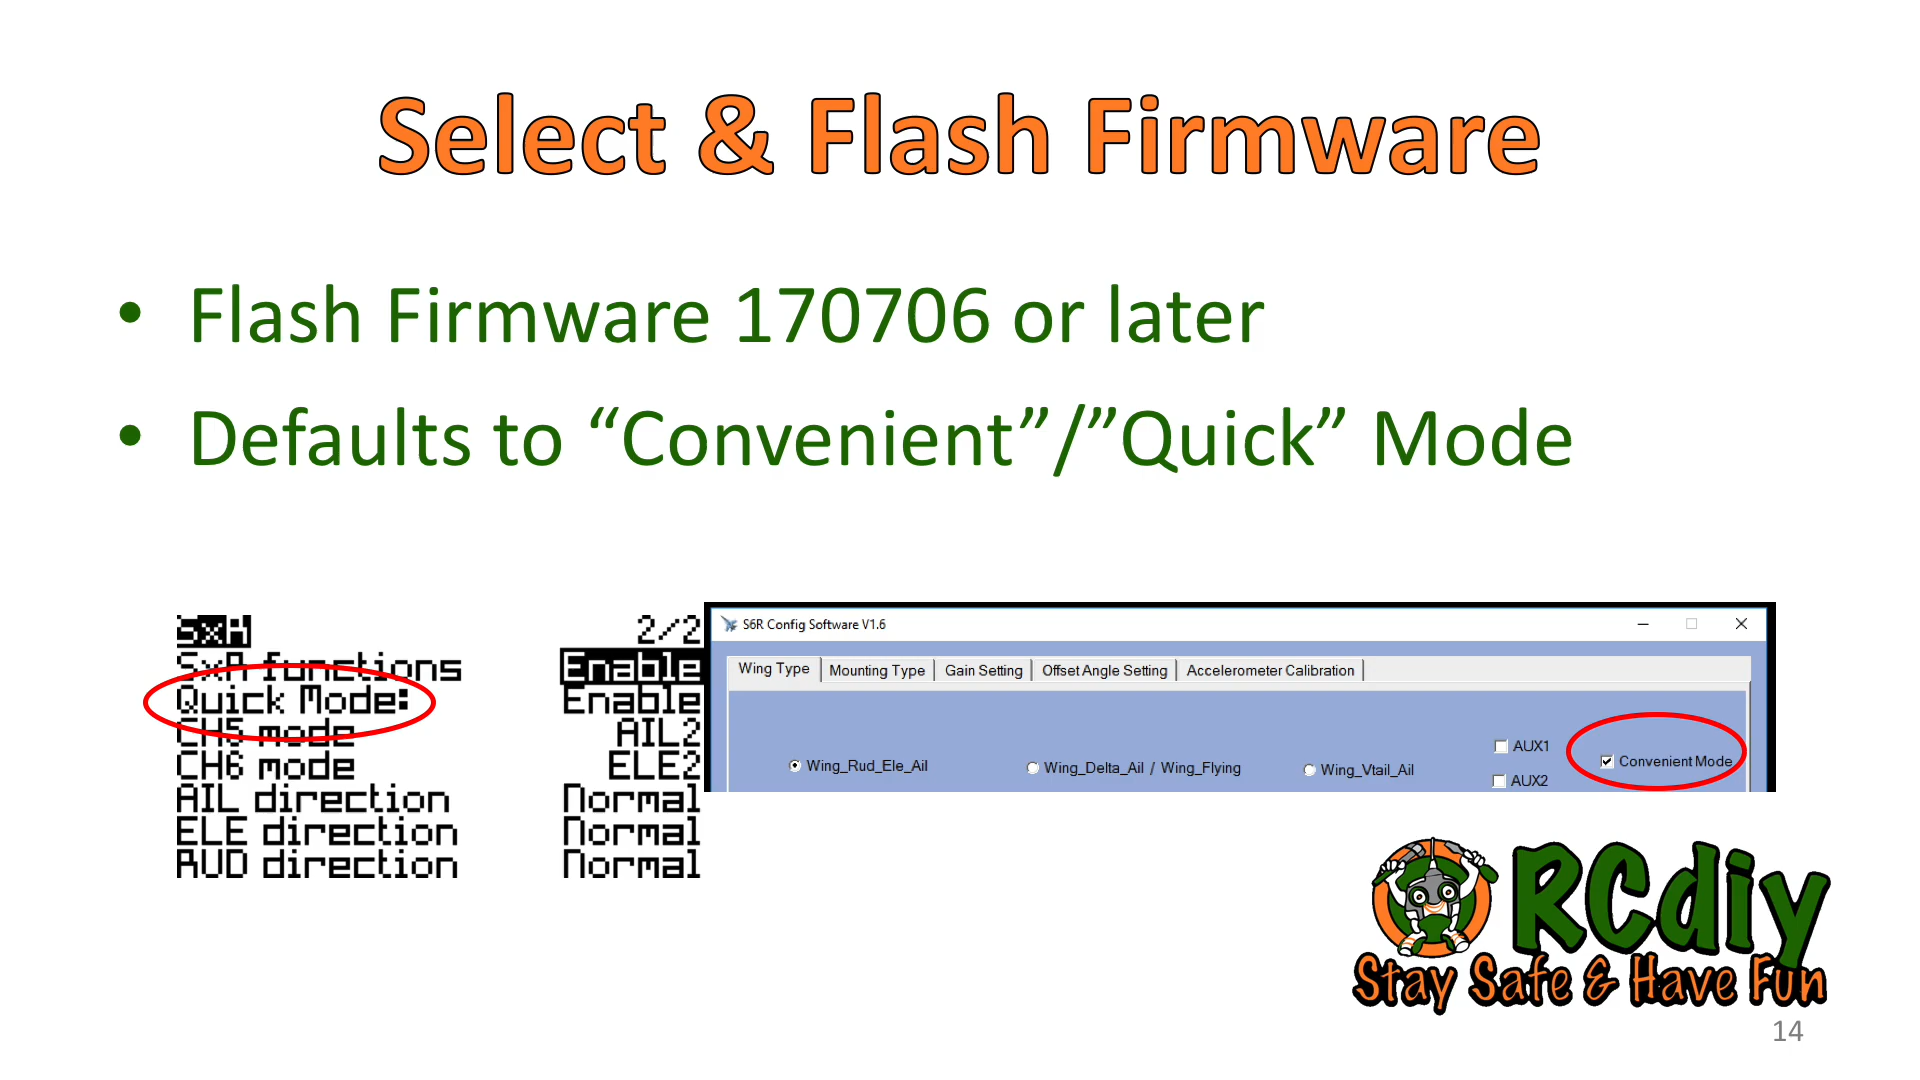 Select & Flash Firmware
• Flash Firmware 170706 or later
• Defaults to “Convenient”/”Quick” Mode
SxR 2/2
SxR functions Enable
Quick Mode: Enable
CH5 mode AIL2
CH6 mode ELE2
AIL direction Normal
ELE direction Normal
RUD direction Normal
S6R Config Software V1.6
Wing Type Mounting Type Gain Setting Offset Angle Setting Accelerometer Calibration
Wing_Rud_Ele_Ail Wing_Delta_Ail / Wing_Flying Wing_Vtail_Ail
AUX1
AUX2
Convenient Mode
RCdiy
Stay Safe & Have Fun
14